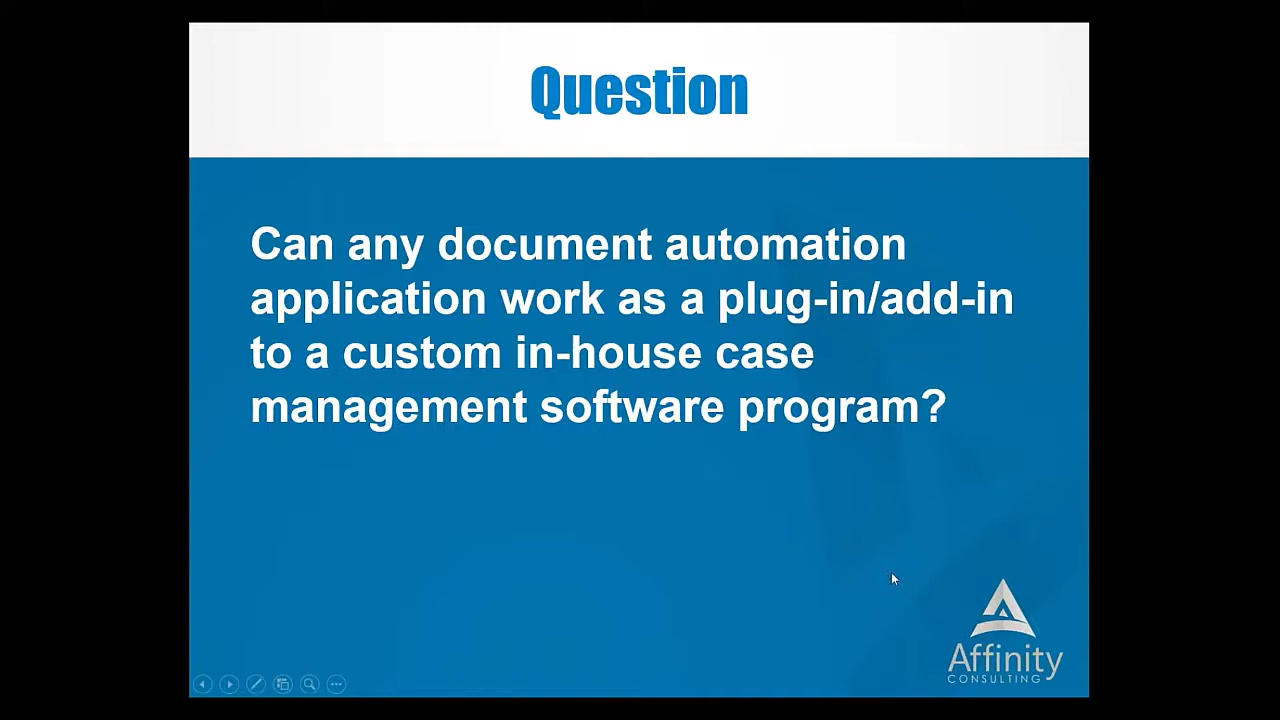 Question
Can any document automation
application work as a plug-in/add-in
to a custom in-house case
management software program?
Affinity
CONSULTING